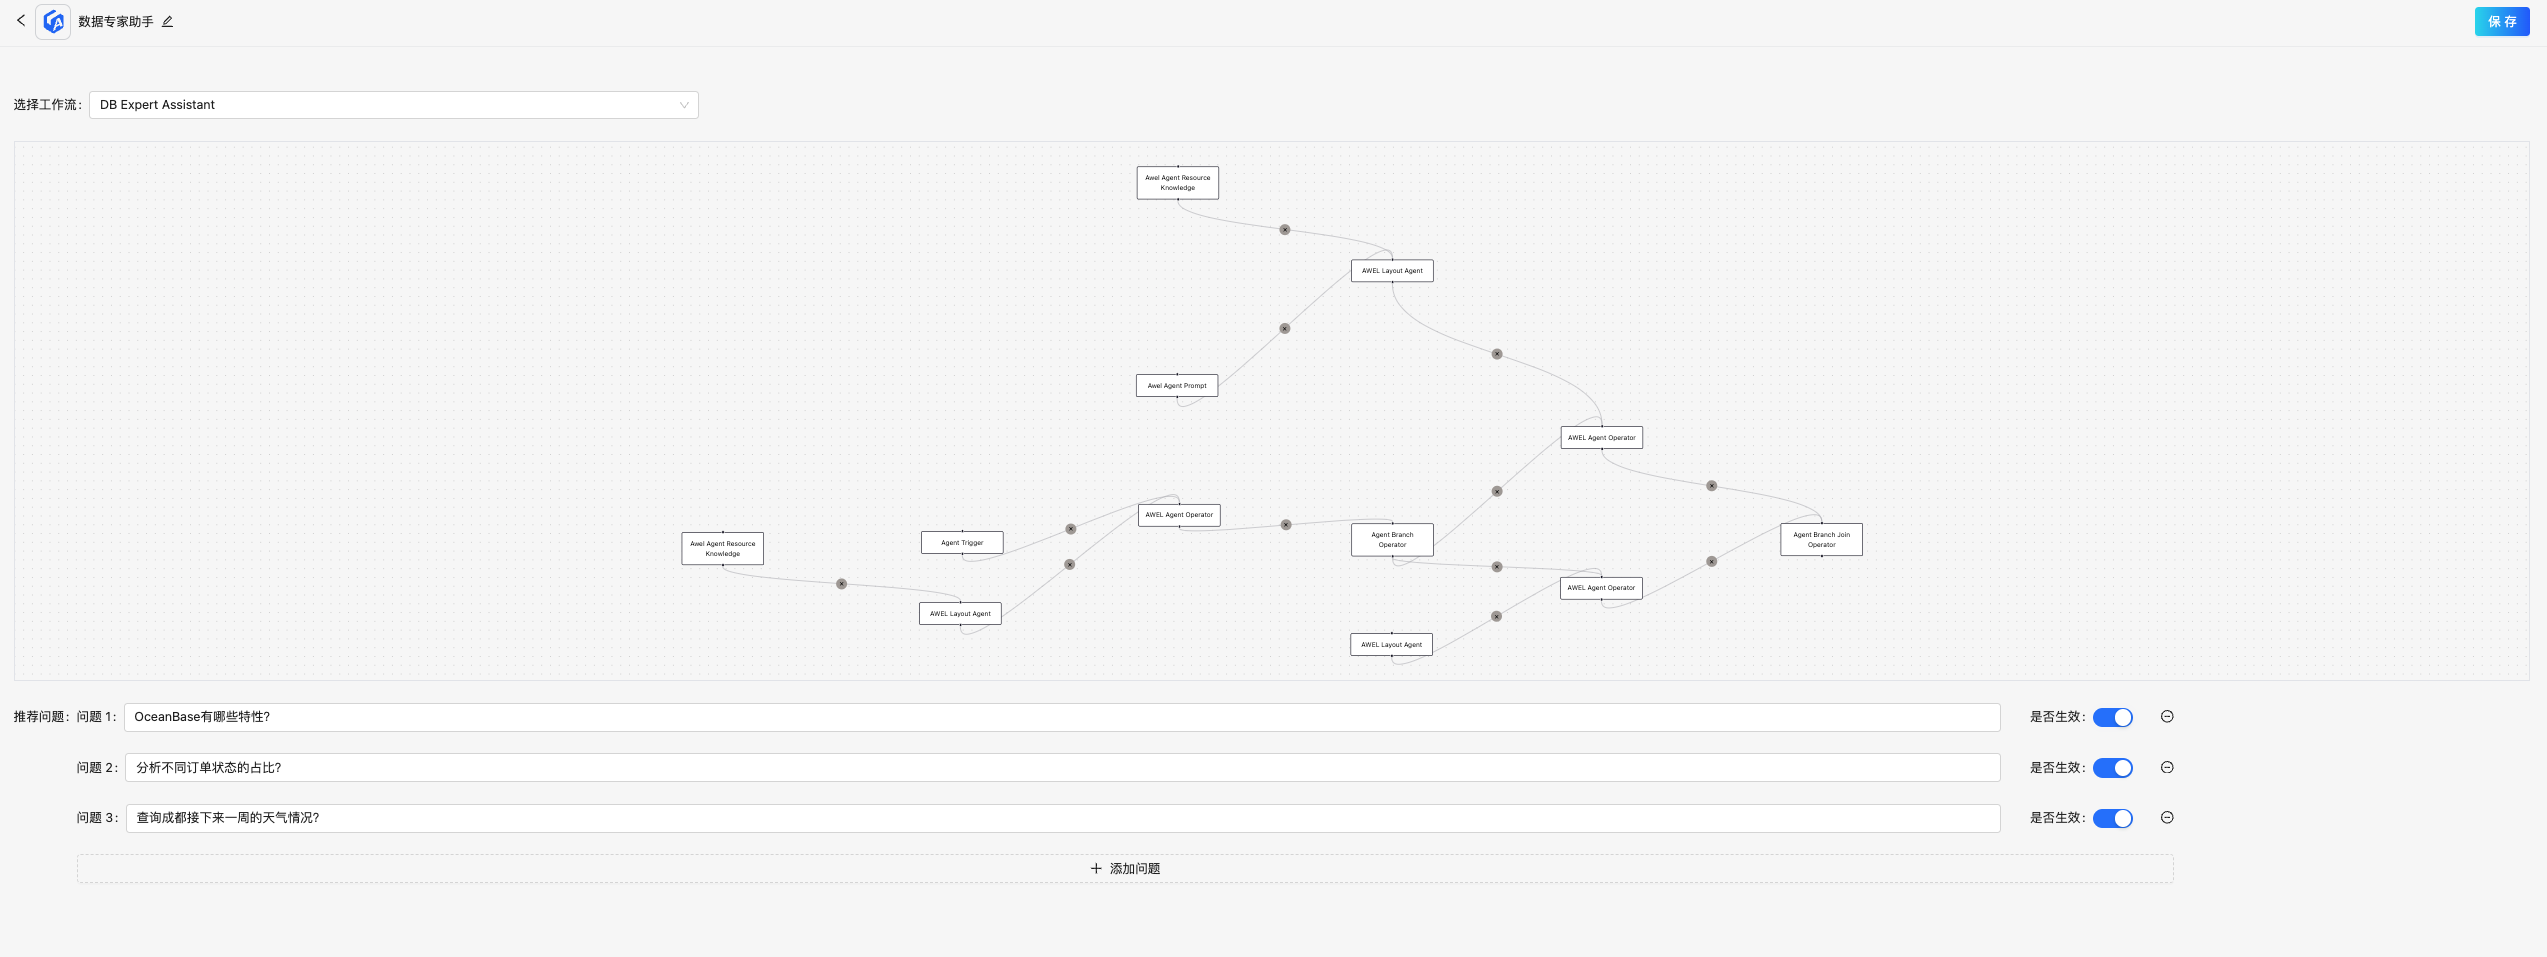 数据专家助手
保 存
选择工作流：
DB Expert Assistant
Awel Agent Resource
Knowledge
AWEL Layout Agent
Awel Agent Prompt
AWEL Agent Operator
AWEL Agent Operator
Agent Trigger
Awel Agent Resource
Knowledge
Agent Branch
Operator
Agent Branch Join
Operator
AWEL Agent Operator
AWEL Layout Agent
AWEL Layout Agent
推荐问题：问题 1： OceanBase有哪些特性? 是否生效：
问题 2： 分析不同订单状态的占比? 是否生效：
问题 3： 查询成都接下来一周的天气情况? 是否生效：
+ 添加问题